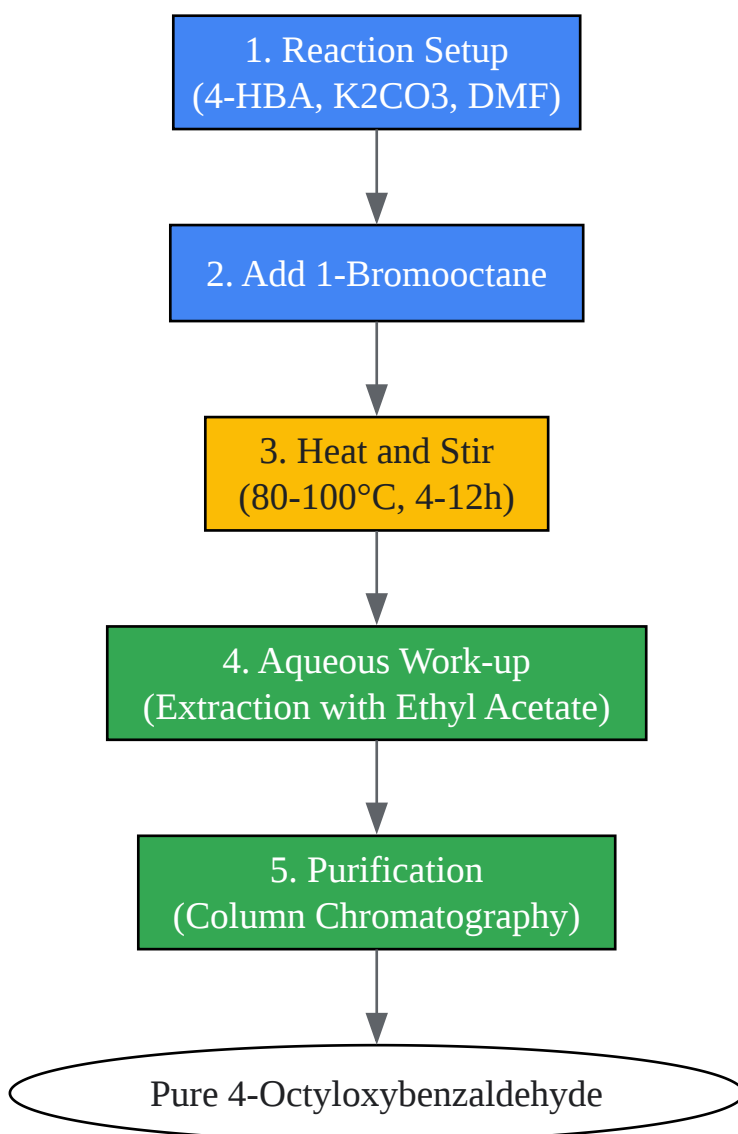 1. Reaction Setup
(4-HBA, K2CO3, DMF)
2. Add 1-Bromooctane
3. Heat and Stir
(80-100°C, 4-12h)
4. Aqueous Work-up
(Extraction with Ethyl Acetate)
5. Purification
(Column Chromatography)
Pure 4-Octyloxybenzaldehyde